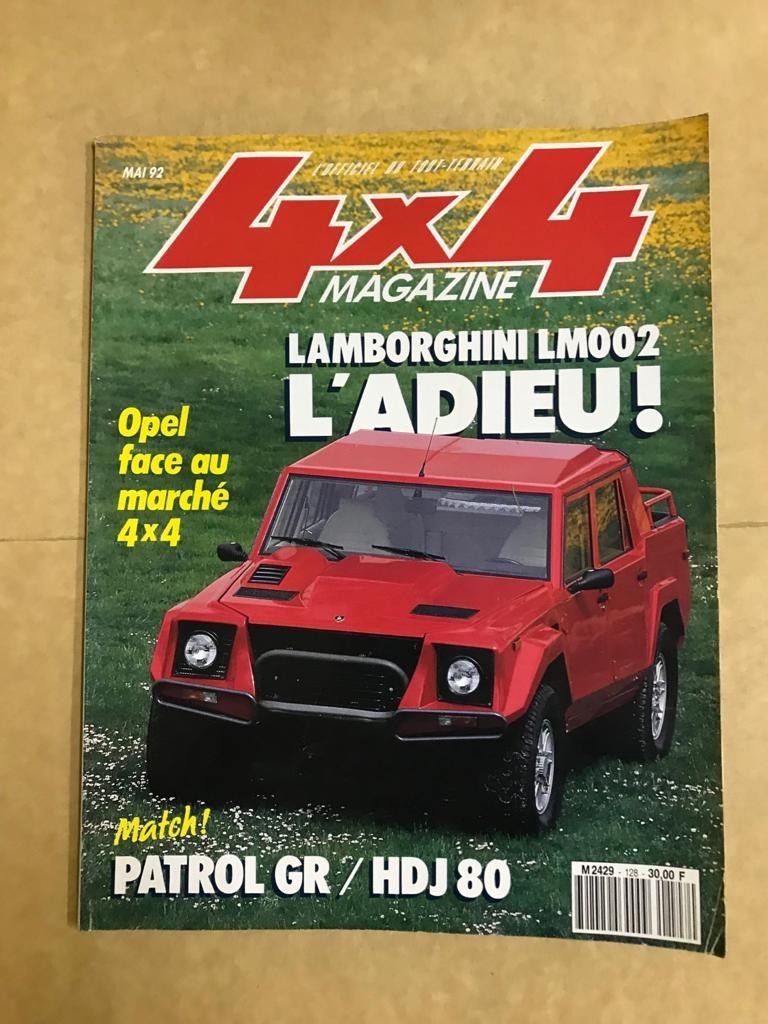 MAI 92
L'OFFICIEL DU TOUT-TERRAIN
4x4
MAGAZINE
LAMBORGHINI LM002
L'ADIEU!
Opel
face au
marché
4x4
Match!
PATROL GR / HDJ 80
M 2429 - 128 - 30,00 F